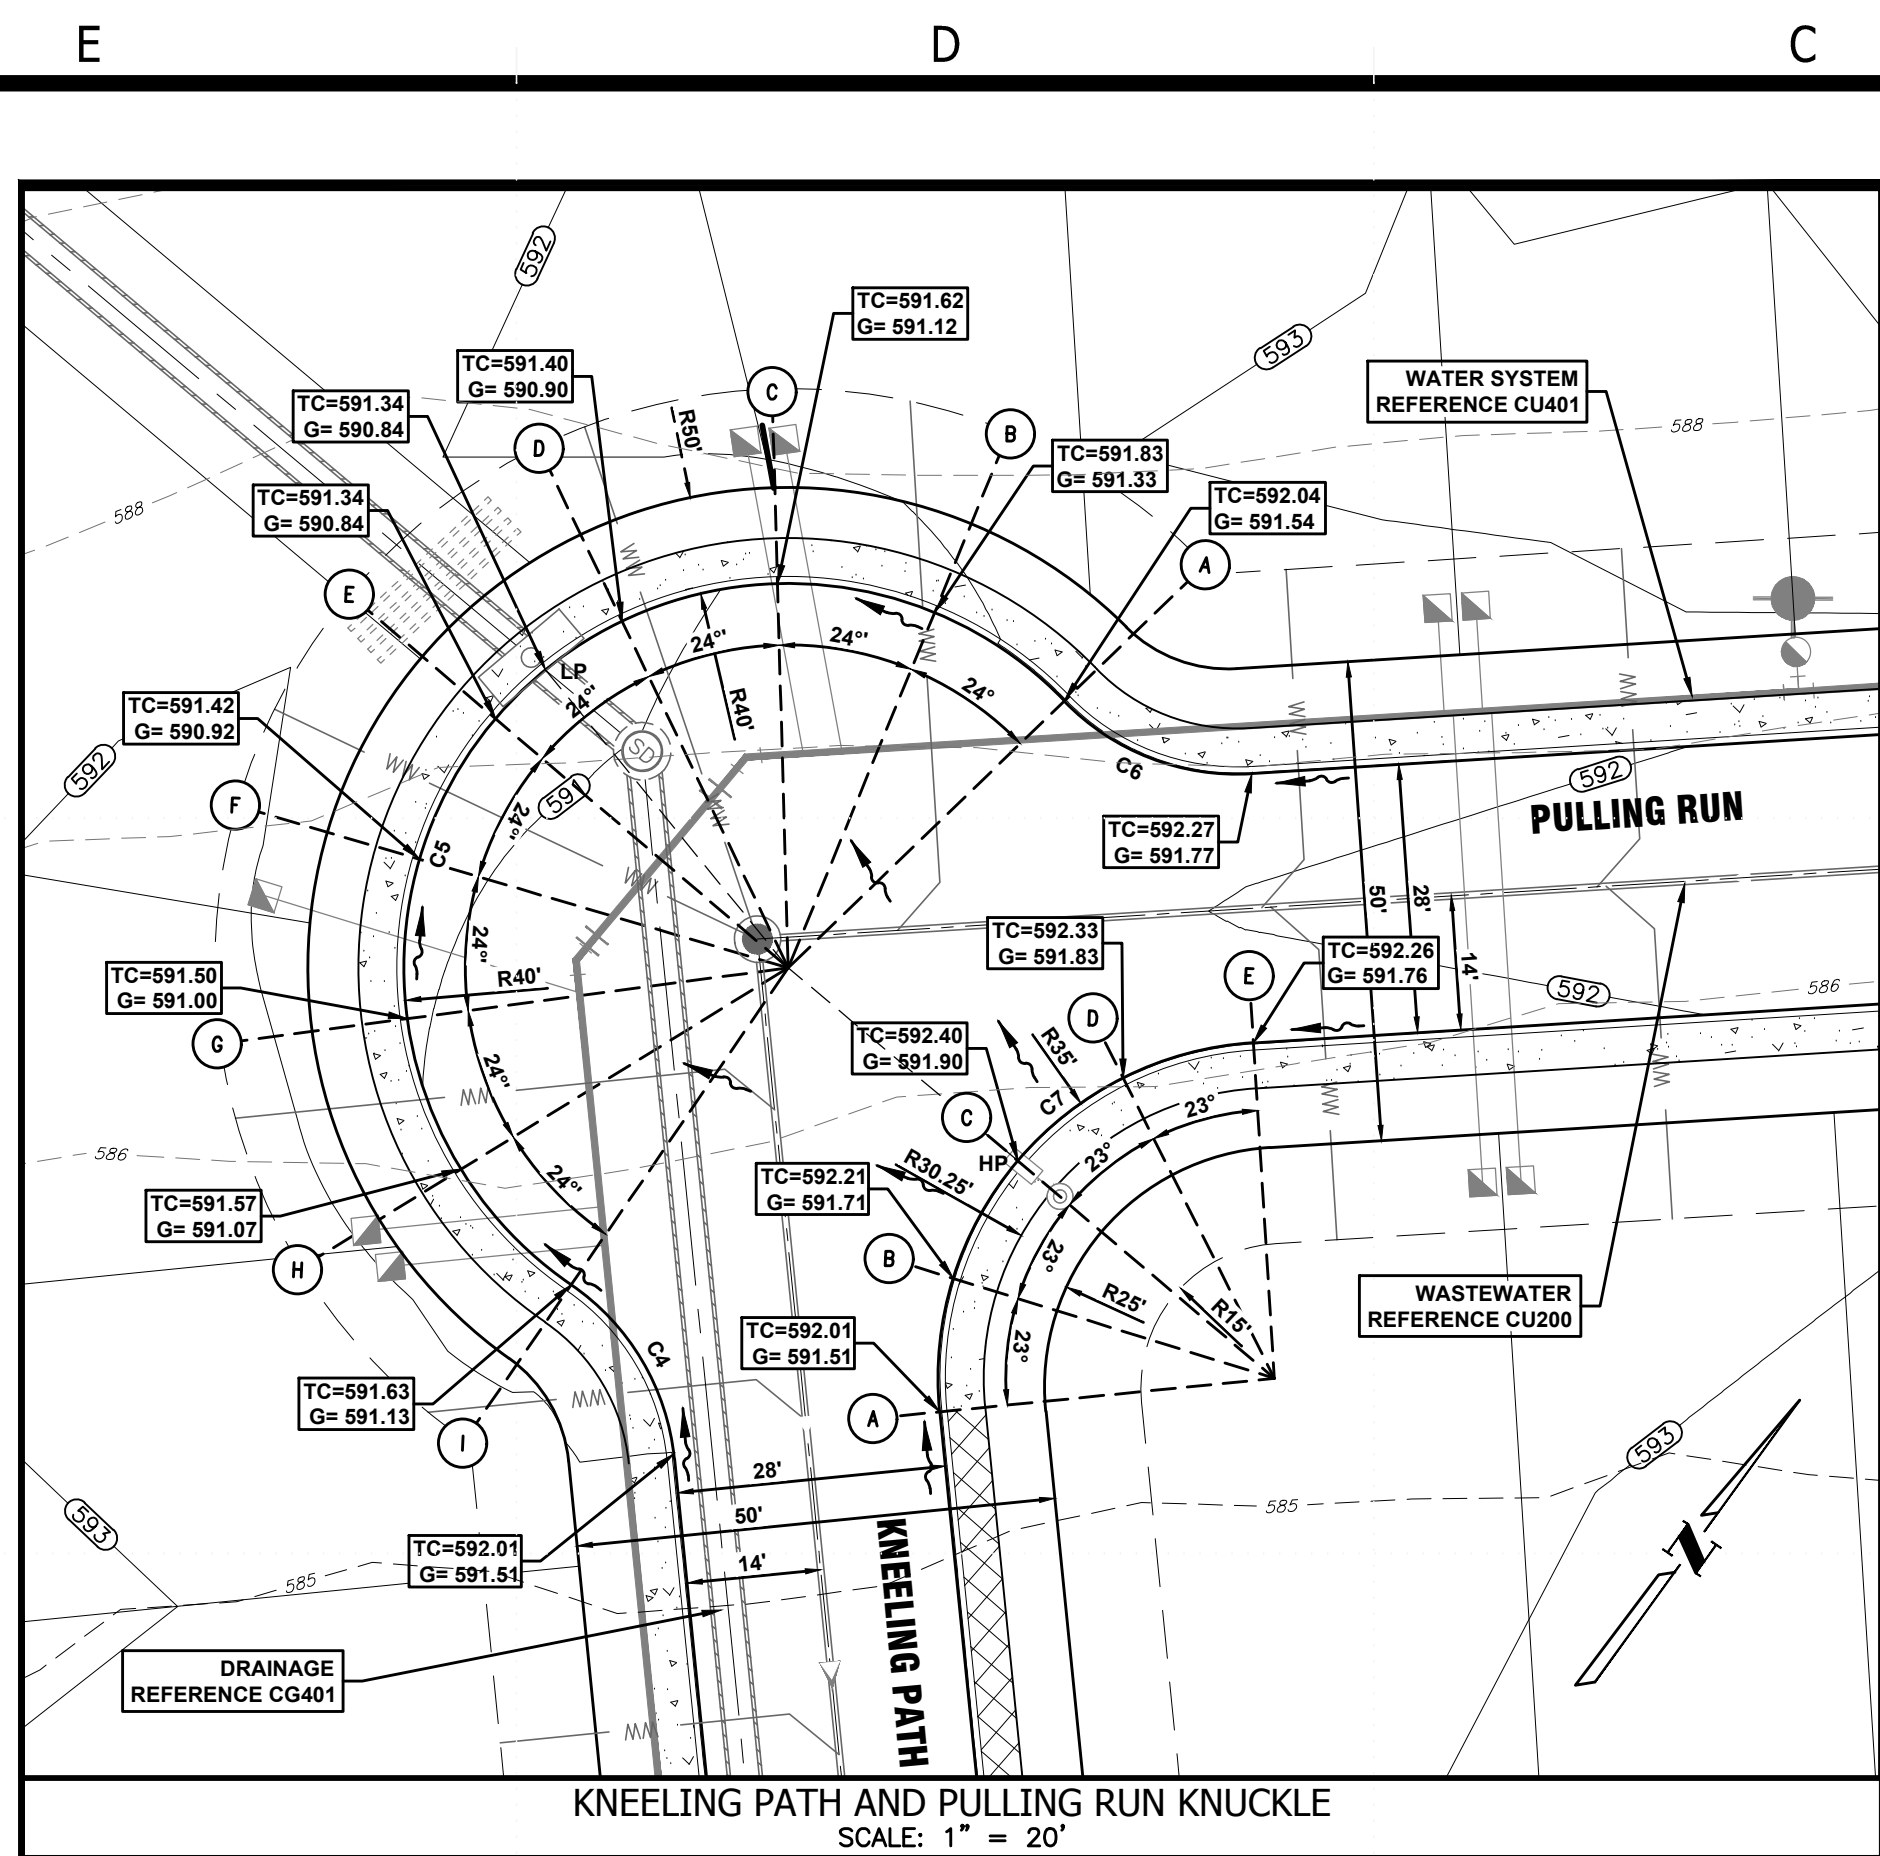 E
D
C
592
TC=591.62
G= 591.12
593
TC=591.40
G= 590.90
WATER SYSTEM
REFERENCE CU401
TC=591.34
G= 590.84
C
R50'
588
B
D
TC=591.83
G= 591.33
TC=591.34
G= 590.84
TC=592.04
G= 591.54
588
A
E
24°'
24°'
LP
24°'
24°
R40'
TC=591.42
G= 590.92
SD
592
C6
592
591
F
24°'
PULLING RUN
TC=592.27
G= 591.77
C5
50'
28'
24°'
TC=592.33
G= 591.83
TC=592.26
G= 591.76
14'
R40'
E
TC=591.50
G= 591.00
592
586
D
G
TC=592.40
G= 591.90
R35'
24°'
C7
C
23°
586
23°
HP
R30.25'
24°'
TC=592.21
G= 591.71
TC=591.57
G= 591.07
B
23°
H
R25'
R15'
WASTEWATER
REFERENCE CU200
TC=592.01
G= 591.51
23°
C4
TC=591.63
G= 591.13
A
I
593
28'
585
50'
593
TC=592.01
G= 591.51
14'
585
N
KNEELING PATH
DRAINAGE
REFERENCE CG401
KNEELING PATH AND PULLING RUN KNUCKLE
SCALE: 1" = 20'